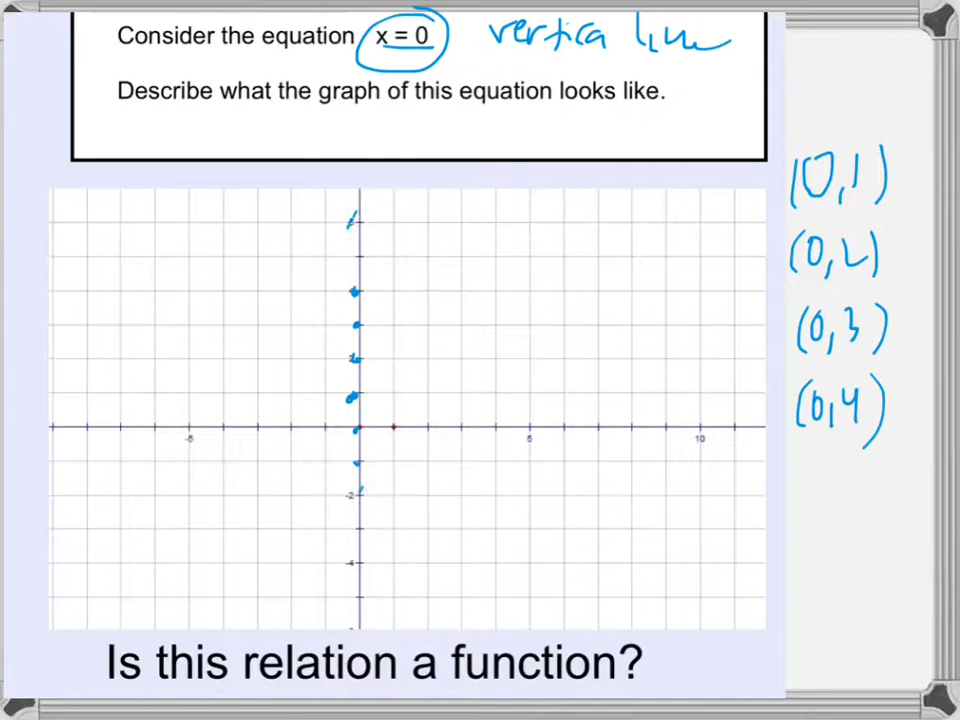 Consider the equation x = 0 vertica line
Describe what the graph of this equation looks like.
(0,1)
(0,2)
(0,3)
(0,4)
-5 5 10
-2
-4
Is this relation a function?